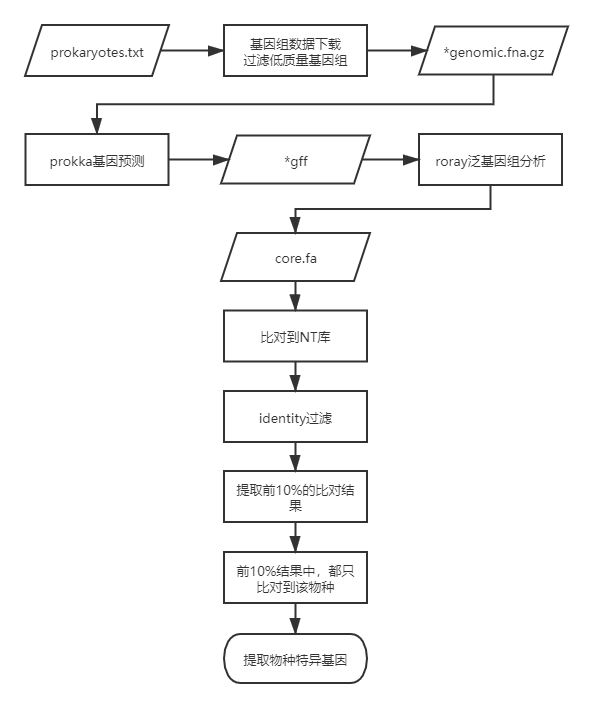 prokaryotes.txt
基因组数据下载
过滤低质量基因组
*genomic.fna.gz
prokka基因预测
*gff
roray泛基因组分析
core.fa
比对到NT库
identity过滤
提取前10%的比对结
果
前10%结果中，都只
比对到该物种
提取物种特异基因